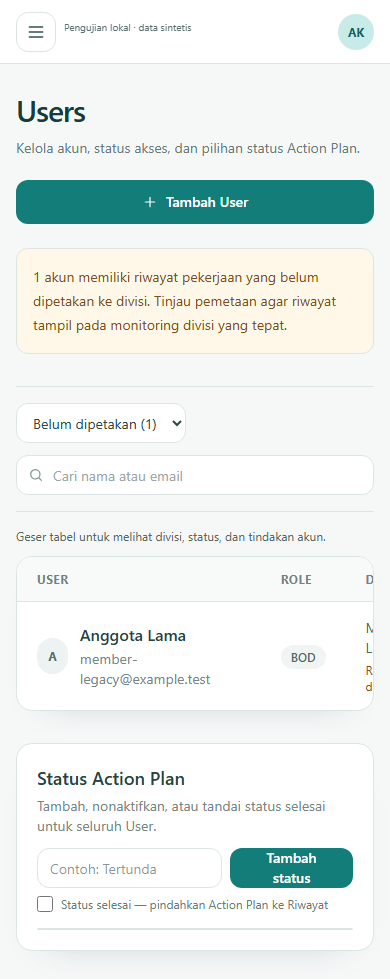 Pengujian lokal · data sintetis
AK
Users
Kelola akun, status akses, dan pilihan status Action Plan.
+ Tambah User
1 akun memiliki riwayat pekerjaan yang belum
dipetakan ke divisi. Tinjau pemetaan agar riwayat
tampil pada monitoring divisi yang tepat.
Belum dipetakan (1)
Cari nama atau email
Geser tabel untuk melihat divisi, status, dan tindakan akun.
USER ROLE
A
Anggota Lama
member-
legacy@example.test
BOD
Status Action Plan
Tambah, nonaktifkan, atau tandai status selesai
untuk seluruh User.
Contoh: Tertunda
Tambah
status
Status selesai — pindahkan Action Plan ke Riwayat